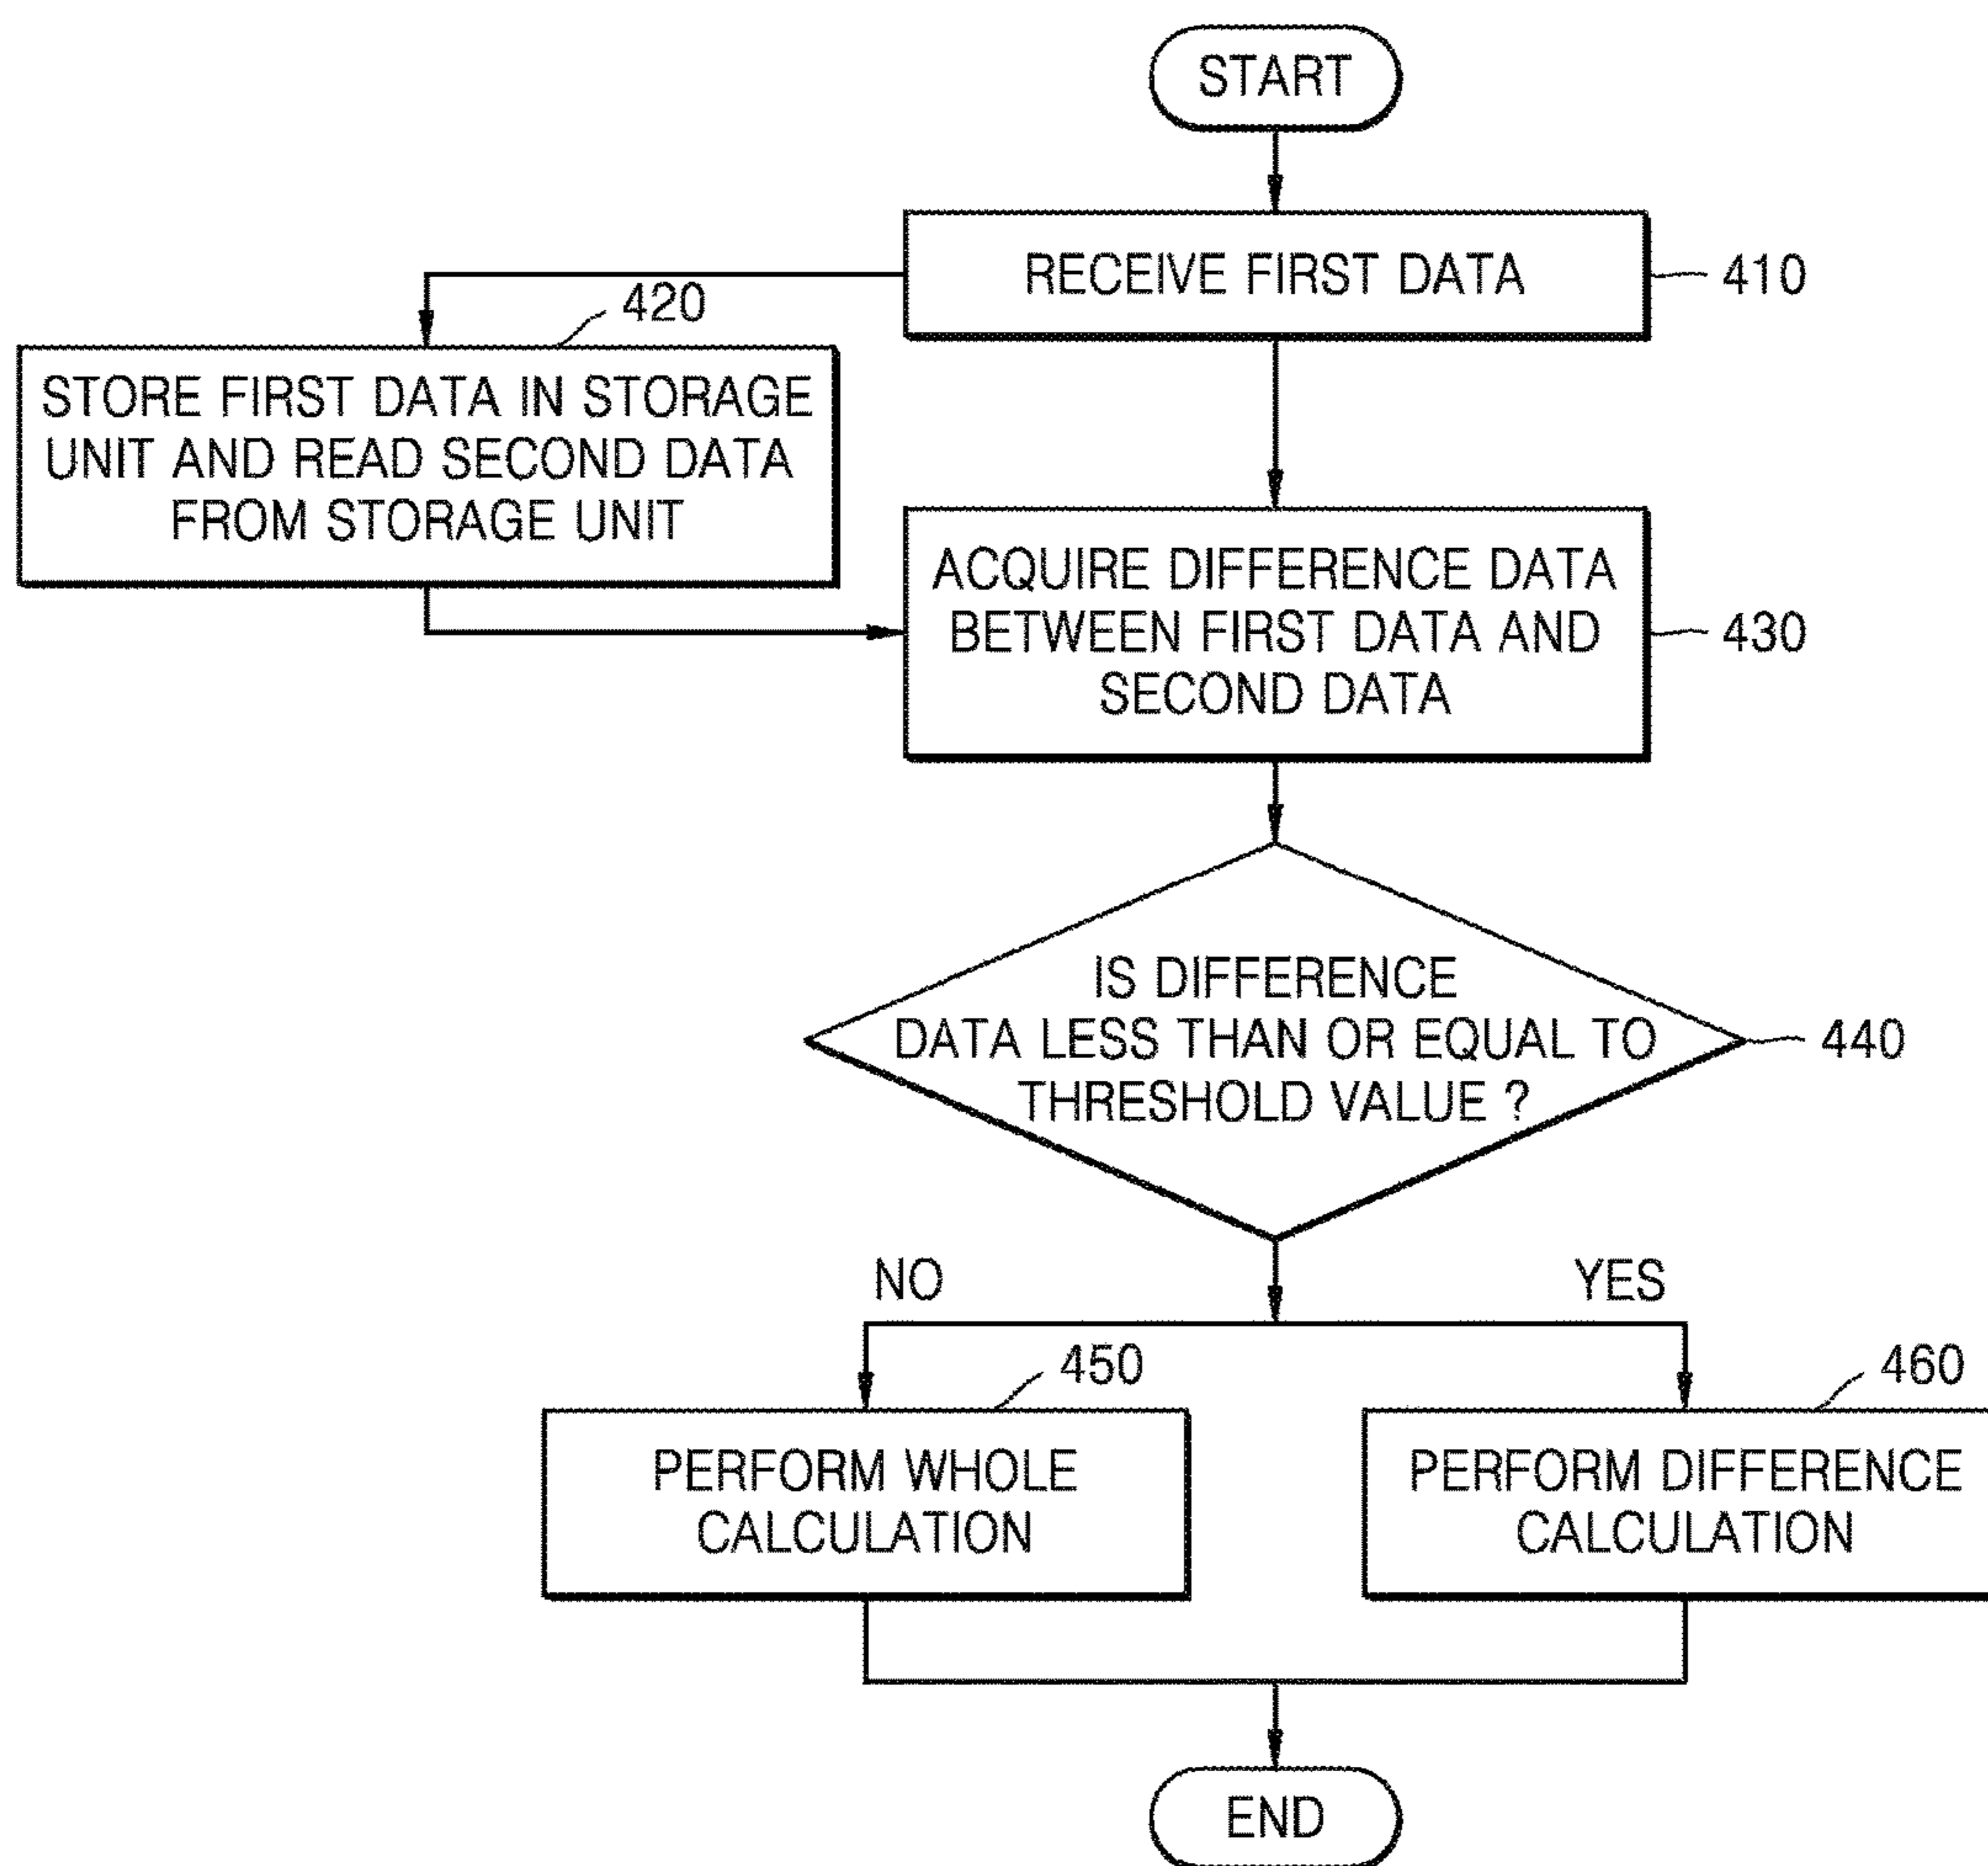 START
RECEIVE FIRST DATA
410
420
STORE FIRST DATA IN STORAGE
UNIT AND READ SECOND DATA
FROM STORAGE UNIT
ACQUIRE DIFFERENCE DATA
BETWEEN FIRST DATA AND
SECOND DATA
430
IS DIFFERENCE
DATA LESS THAN OR EQUAL TO
THRESHOLD VALUE ?
440
NO
YES
450
PERFORM WHOLE
CALCULATION
460
PERFORM DIFFERENCE
CALCULATION
END